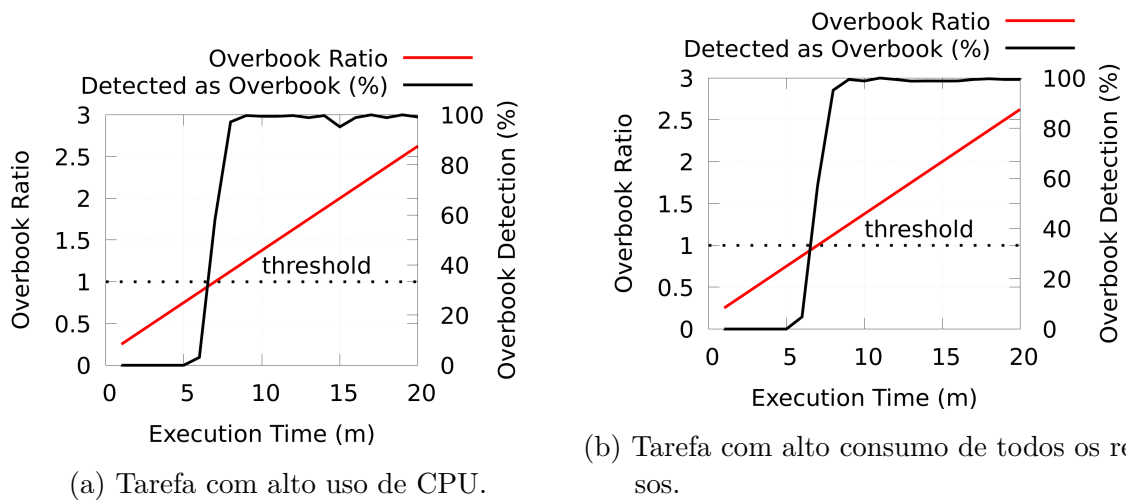 Overbook Ratio
Detected as Overbook (%)
3
2.5
2
1.5
1
0.5
0
100
80
60
40
20
0
Overbook Ratio
Overbook Detection (%)
threshold
0 5 10 15 20
Execution Time (m)
(a) Tarefa com alto uso de CPU.
Overbook Ratio
Detected as Overbook (%)
3
2.5
2
1.5
1
0.5
0
100
80
60
40
20
0
Overbook Ratio
Overbook Detection (%)
threshold
0 5 10 15 20
Execution Time (m)
(b) Tarefa com alto consumo de todos os re
sos.